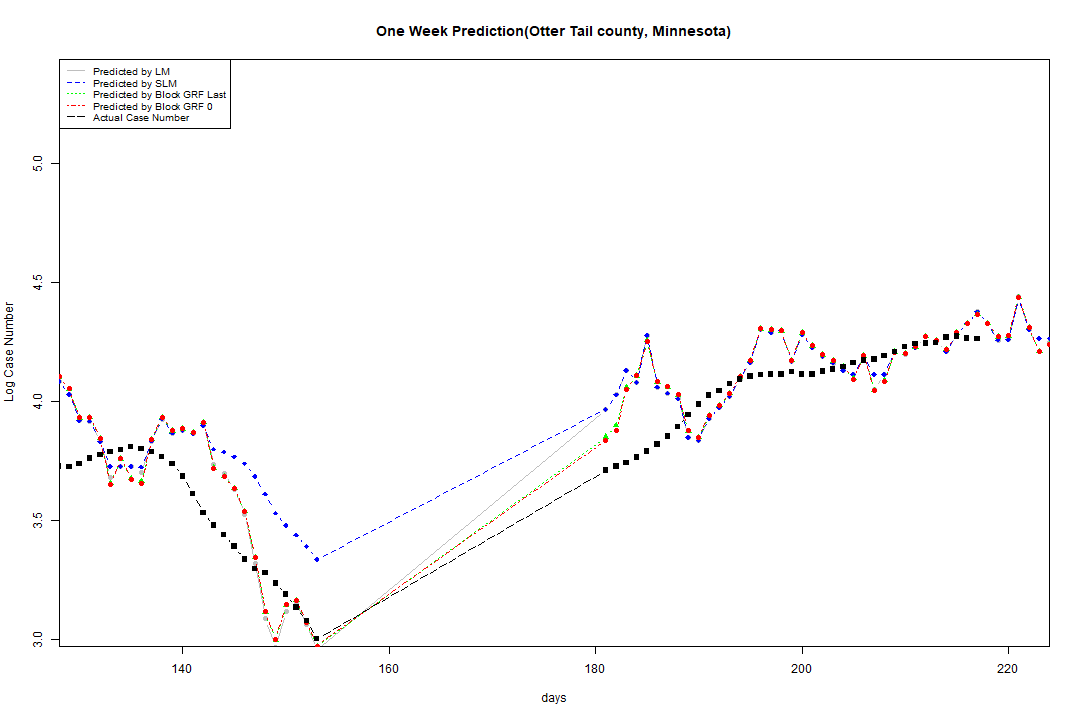 One Week Prediction(Otter Tail county, Minnesota)
Predicted by LM
Predicted by SLM
Predicted by Block GRF Last
Predicted by Block GRF 0
Actual Case Number
5.0
4.5
4.0
3.5
3.0
Log Case Number
140 160 180 200 220
days